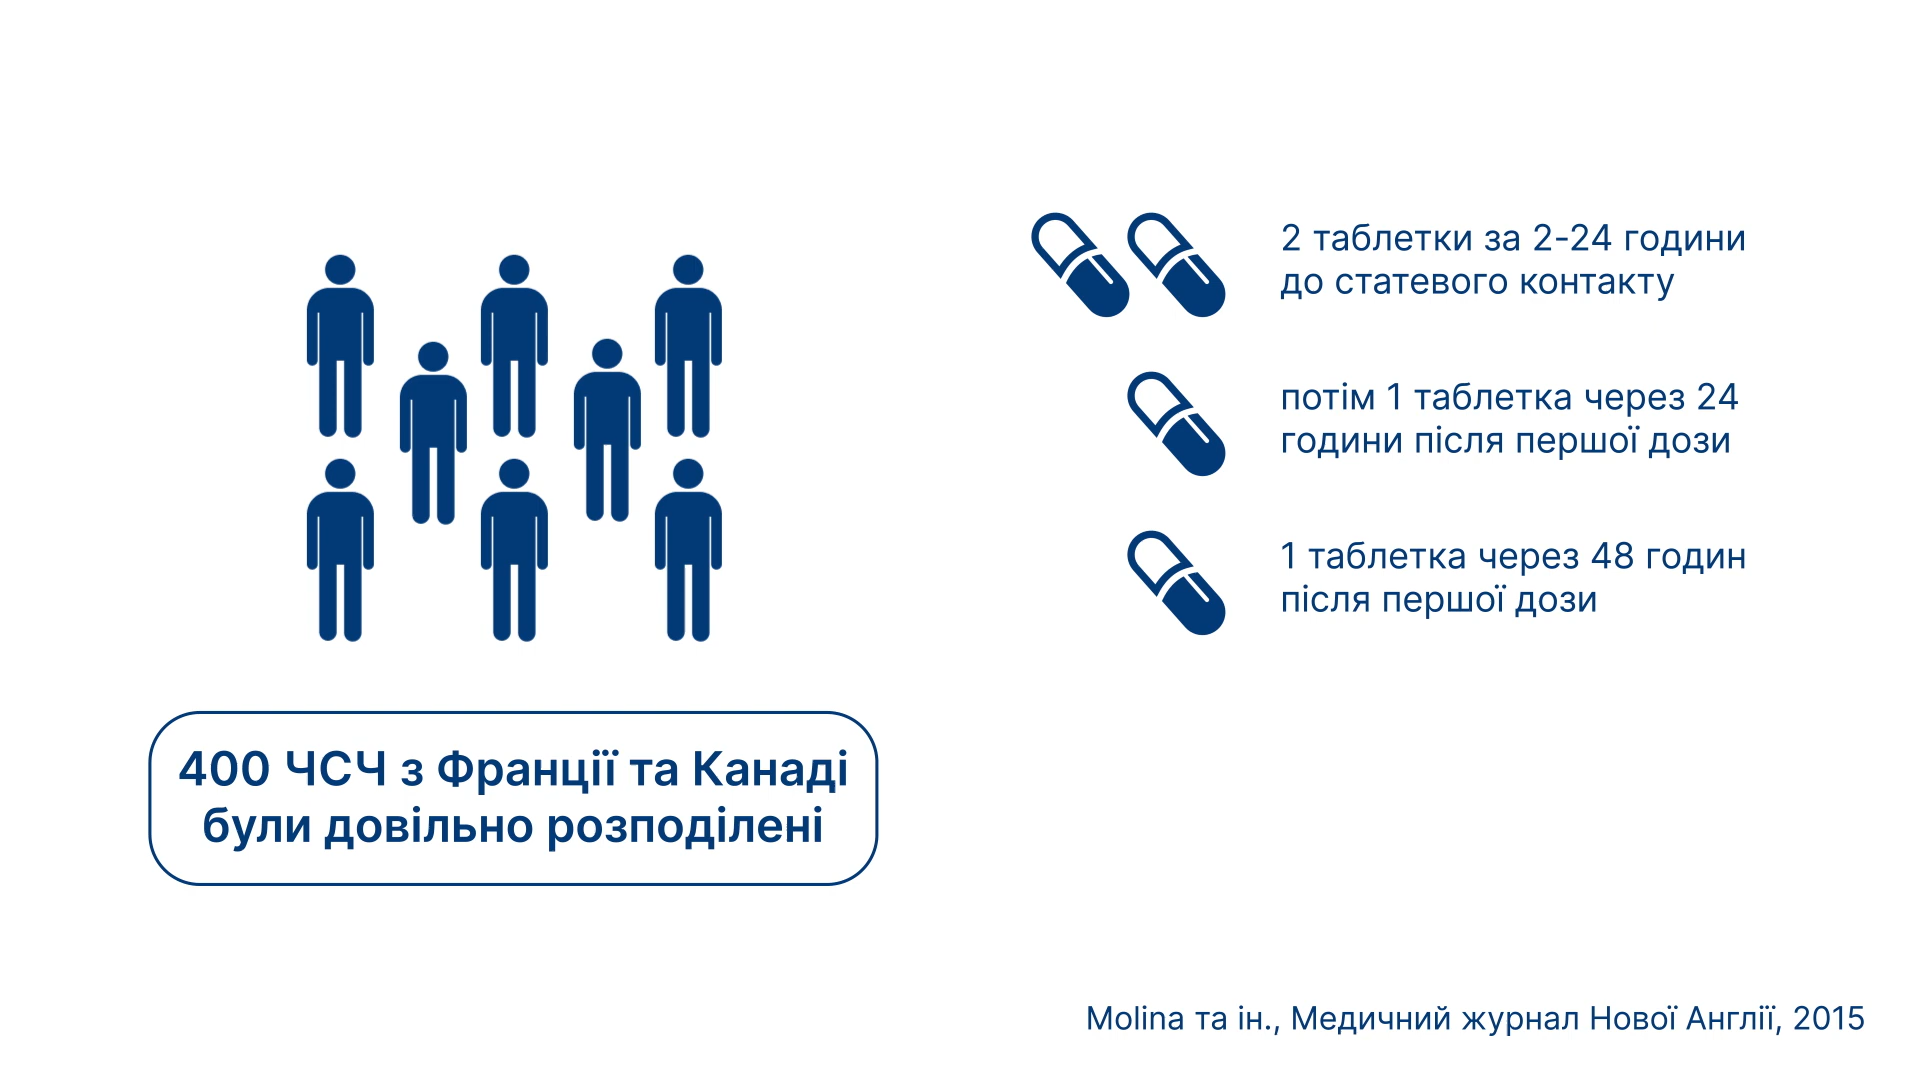 2 таблетки за 2-24 години
до статевого контакту
потім 1 таблетка через 24
години після першої дози
1 таблетка через 48 годин
після першої дози
400 ЧСЧ з Франції та Канаді
були довільно розподілені
Molina та ін., Медичний журнал Нової Англії, 2015